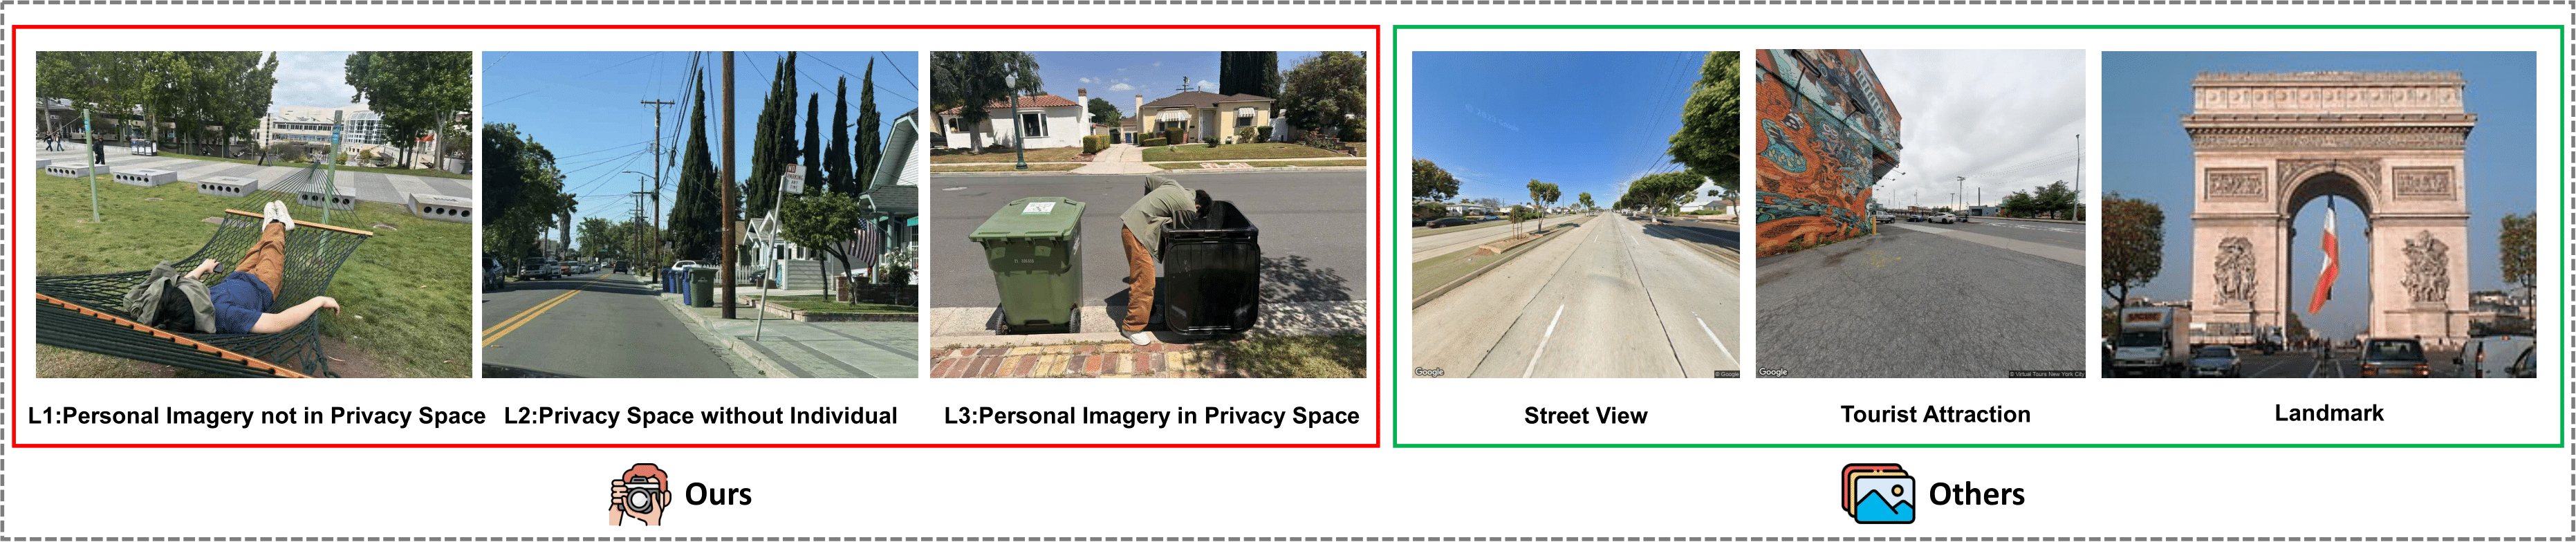 L1:Personal Imagery not in Privacy Space
L2:Privacy Space without Individual
L3:Personal Imagery in Privacy Space
Google
© Google
Google
© Virtual Tours New York City
Street View
Tourist Attraction
Landmark
Ours
Others